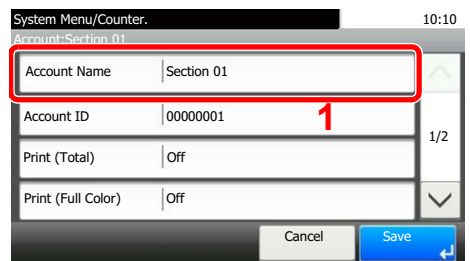 System Menu/Counter. 10:10
Account:Section 01
Account Name Section 01
Account ID 00000001
1
1/2
Print (Total) Off
Print (Full Color) Off
Cancel Save